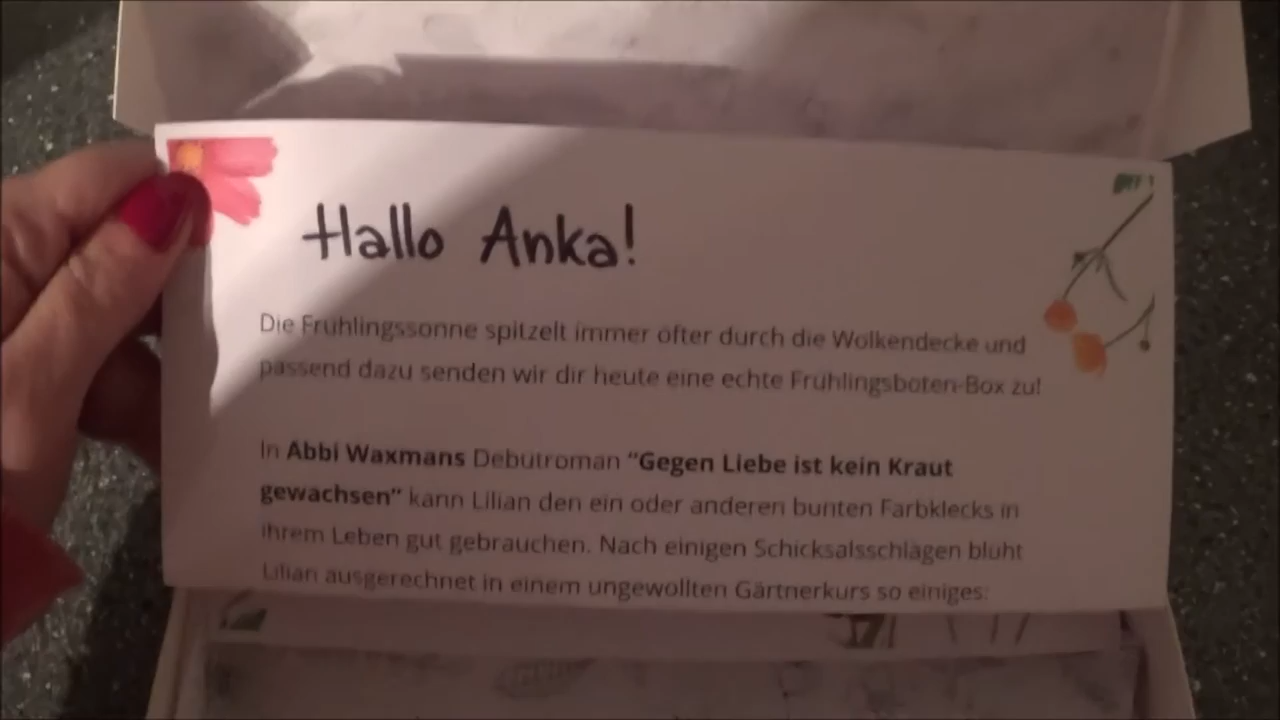 Hallo Anka!
Die Frühlingssonne spitzelt immer öfter durch die Wolkendecke und
passend dazu senden wir dir heute eine echte Frühlingsboten-Box zu!
In Abbi Waxmans Debütroman "Gegen Liebe ist kein Kraut
gewachsen" kann Lilian den ein oder anderen bunten Farbklecks in
ihrem Leben gut gebrauchen. Nach einigen Schicksalsschlägen blüht
Lilian ausgerechnet in einem ungewollten Gärtnerkurs so einiges: